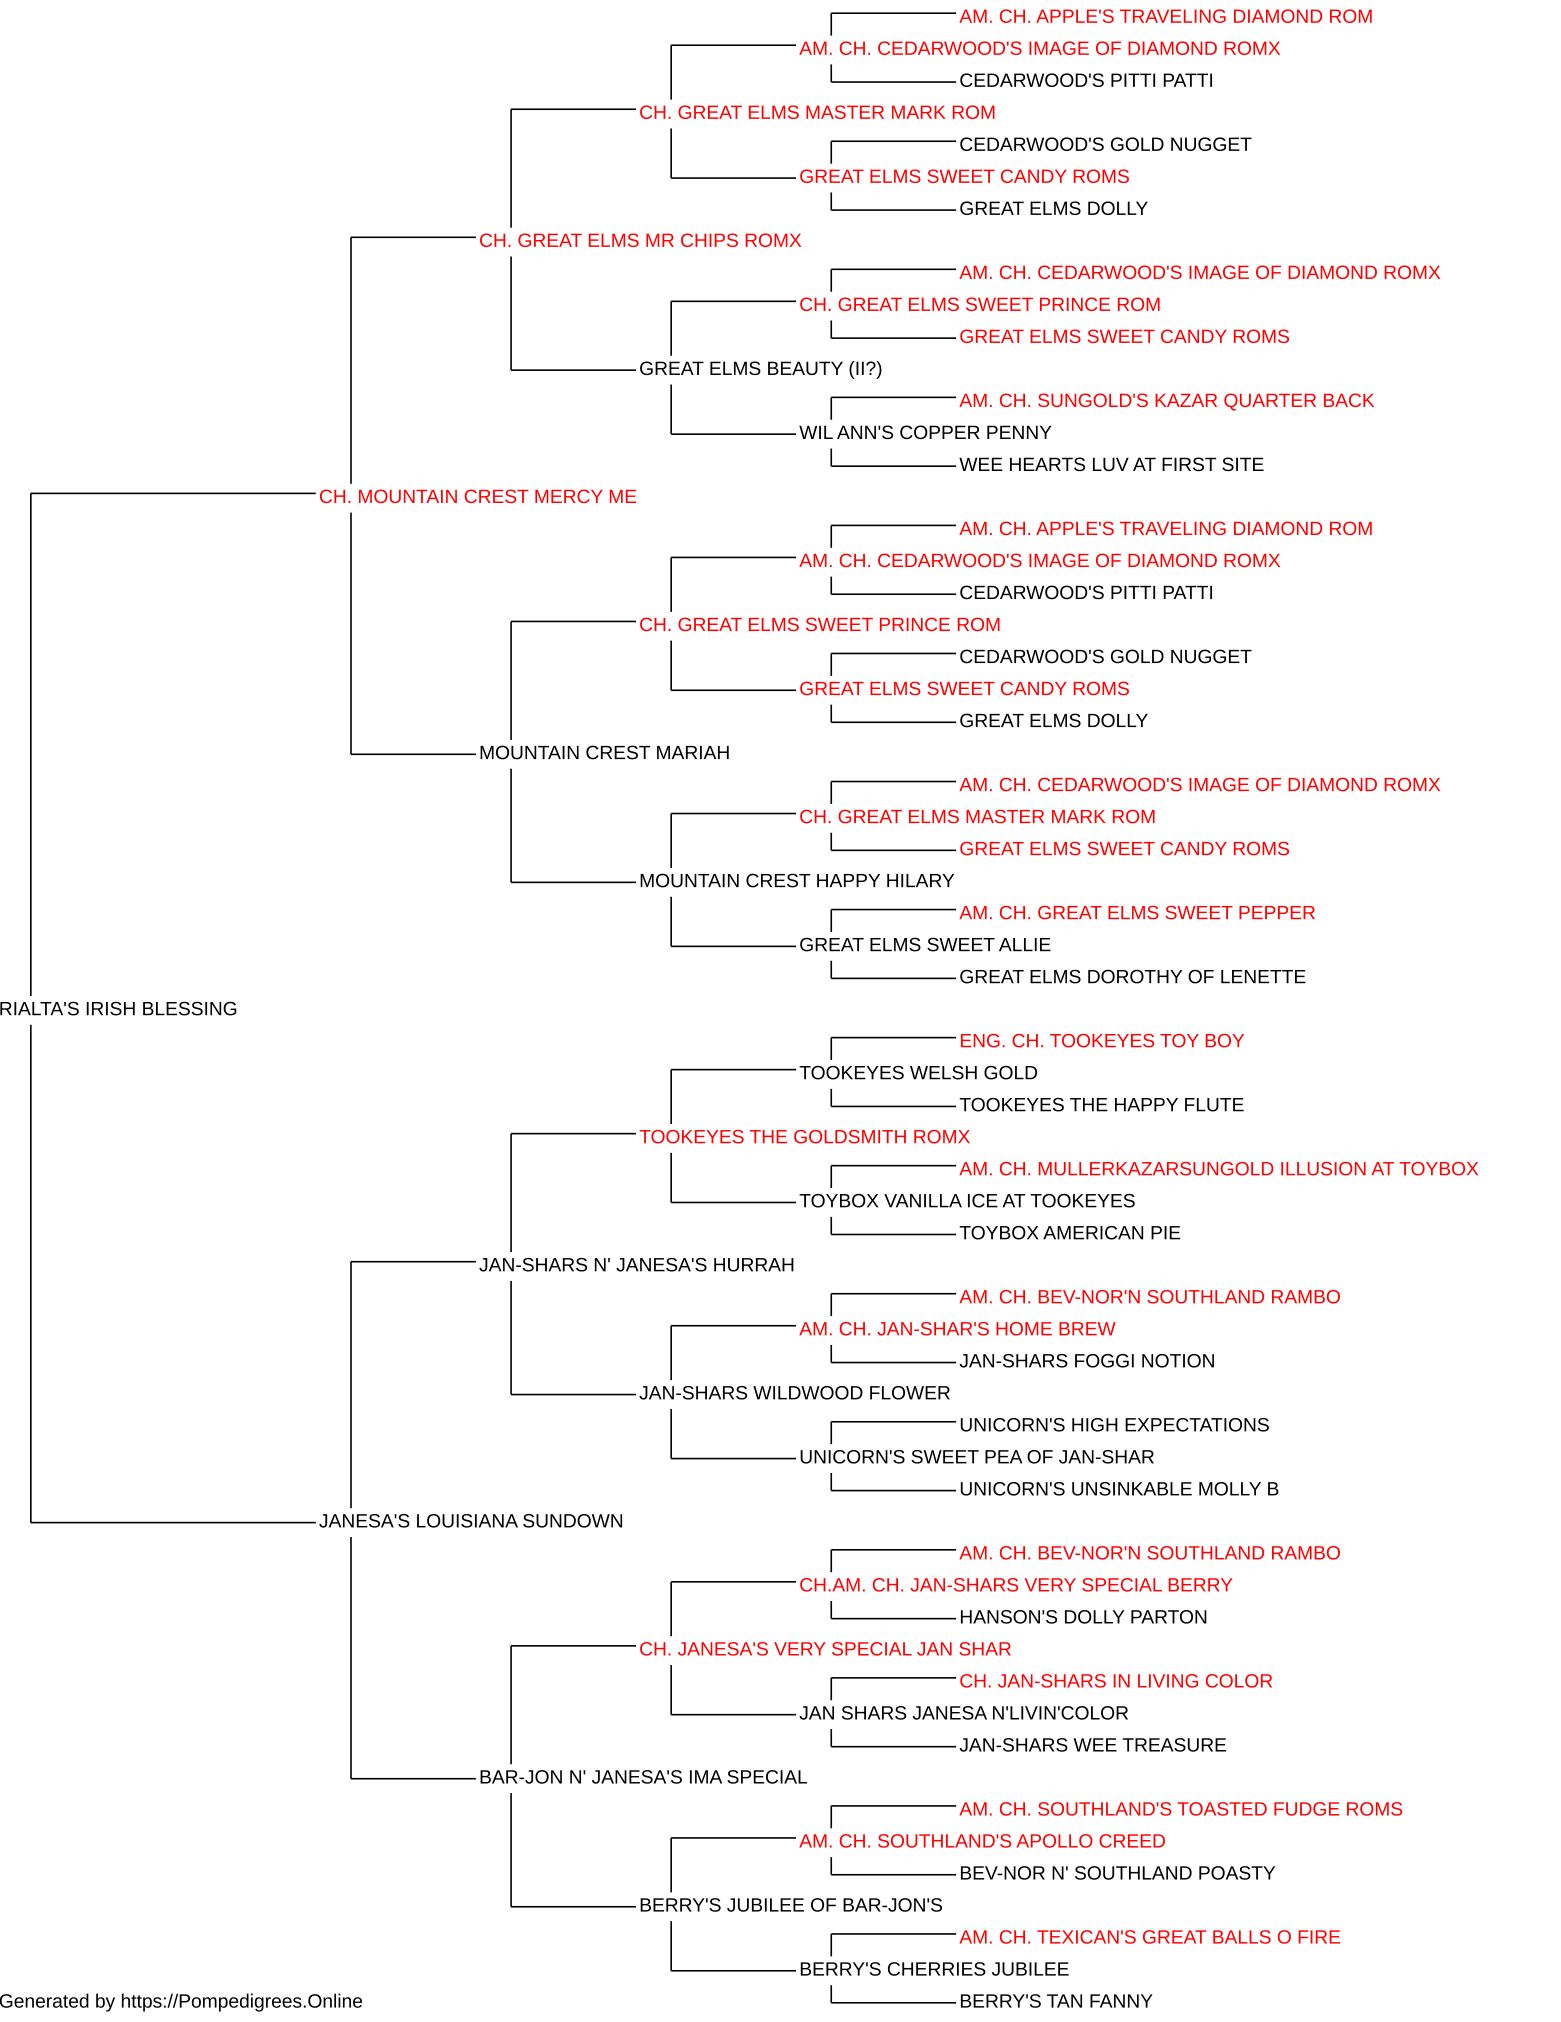 AM. CH. APPLE'S TRAVELING DIAMOND ROM
AM. CH. CEDARWOOD'S IMAGE OF DIAMOND ROMX
CEDARWOOD'S PITTI PATTI
CH. GREAT ELMS MASTER MARK ROM
CEDARWOOD'S GOLD NUGGET
GREAT ELMS SWEET CANDY ROMS
GREAT ELMS DOLLY
CH. GREAT ELMS MR CHIPS ROMX
AM. CH. CEDARWOOD'S IMAGE OF DIAMOND ROMX
CH. GREAT ELMS SWEET PRINCE ROM
GREAT ELMS SWEET CANDY ROMS
GREAT ELMS BEAUTY (II?)
AM. CH. SUNGOLD'S KAZAR QUARTER BACK
WIL ANN'S COPPER PENNY
WEE HEARTS LUV AT FIRST SITE
CH. MOUNTAIN CREST MERCY ME
AM. CH. APPLE'S TRAVELING DIAMOND ROM
AM. CH. CEDARWOOD'S IMAGE OF DIAMOND ROMX
CEDARWOOD'S PITTI PATTI
CH. GREAT ELMS SWEET PRINCE ROM
CEDARWOOD'S GOLD NUGGET
GREAT ELMS SWEET CANDY ROMS
GREAT ELMS DOLLY
MOUNTAIN CREST MARIAH
AM. CH. CEDARWOOD'S IMAGE OF DIAMOND ROMX
CH. GREAT ELMS MASTER MARK ROM
GREAT ELMS SWEET CANDY ROMS
MOUNTAIN CREST HAPPY HILARY
AM. CH. GREAT ELMS SWEET PEPPER
GREAT ELMS SWEET ALLIE
GREAT ELMS DOROTHY OF LENETTE
RIALTA'S IRISH BLESSING
ENG. CH. TOOKEYES TOY BOY
TOOKEYES WELSH GOLD
TOOKEYES THE HAPPY FLUTE
TOOKEYES THE GOLDSMITH ROMX
AM. CH. MULLERKAZARSUNGOLD ILLUSION AT TOYBOX
TOYBOX VANILLA ICE AT TOOKEYES
TOYBOX AMERICAN PIE
JAN-SHARS N' JANESA'S HURRAH
AM. CH. BEV-NOR'N SOUTHLAND RAMBO
AM. CH. JAN-SHAR'S HOME BREW
JAN-SHARS FOGGI NOTION
JAN-SHARS WILDWOOD FLOWER
UNICORN'S HIGH EXPECTATIONS
UNICORN'S SWEET PEA OF JAN-SHAR
UNICORN'S UNSINKABLE MOLLY B
JANESA'S LOUISIANA SUNDOWN
AM. CH. BEV-NOR'N SOUTHLAND RAMBO
CH.AM. CH. JAN-SHARS VERY SPECIAL BERRY
HANSON'S DOLLY PARTON
CH. JANESA'S VERY SPECIAL JAN SHAR
CH. JAN-SHARS IN LIVING COLOR
JAN SHARS JANESA N'LIVIN'COLOR
JAN-SHARS WEE TREASURE
BAR-JON N' JANESA'S IMA SPECIAL
AM. CH. SOUTHLAND'S TOASTED FUDGE ROMS
AM. CH. SOUTHLAND'S APOLLO CREED
BEV-NOR N' SOUTHLAND POASTY
BERRY'S JUBILEE OF BAR-JON'S
AM. CH. TEXICAN'S GREAT BALLS O FIRE
BERRY'S CHERRIES JUBILEE
BERRY'S TAN FANNY
Generated by https://Pompedigrees.Online